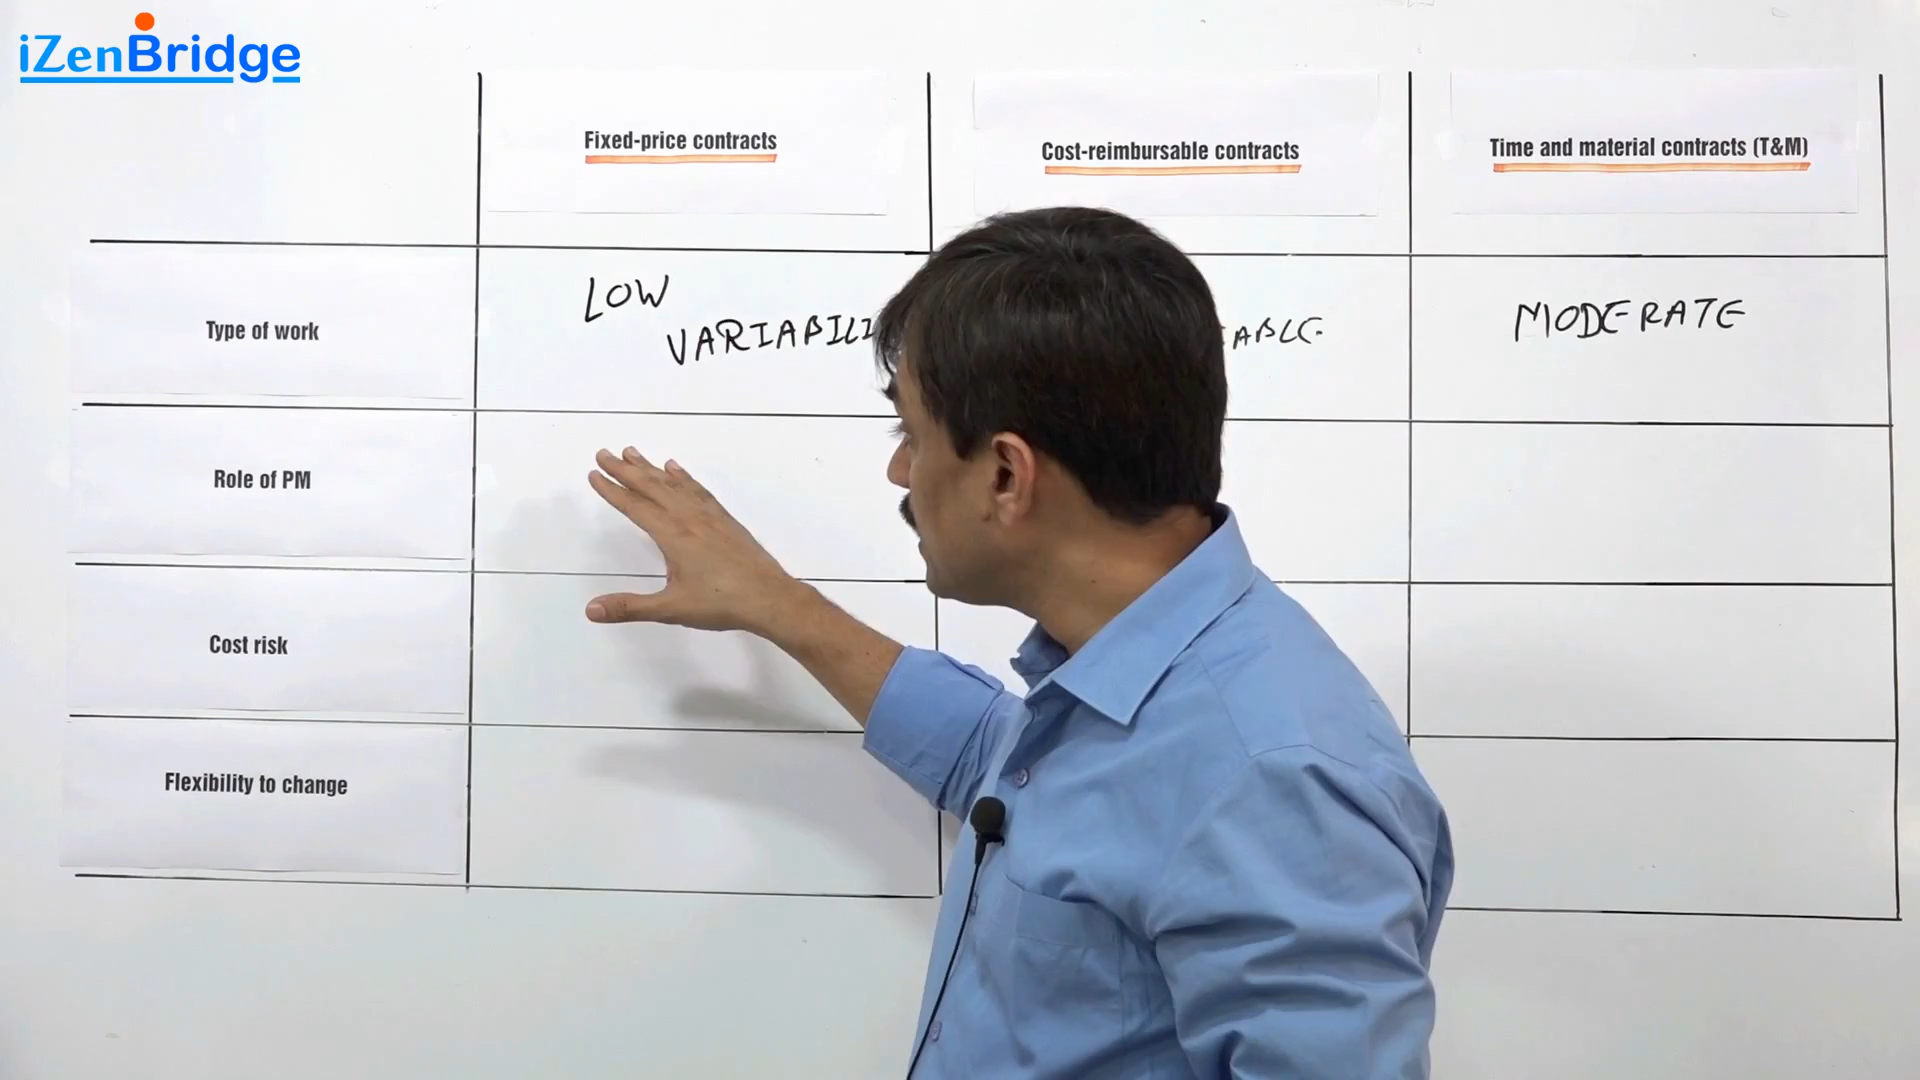 iZenBridge
Fixed-price contracts
Cost-reimbursable contracts
Time and material contracts (T&M)
Type of work
LOW
VARIABILI
ABLE
MODERATE
Role of PM
Cost risk
Flexibility to change